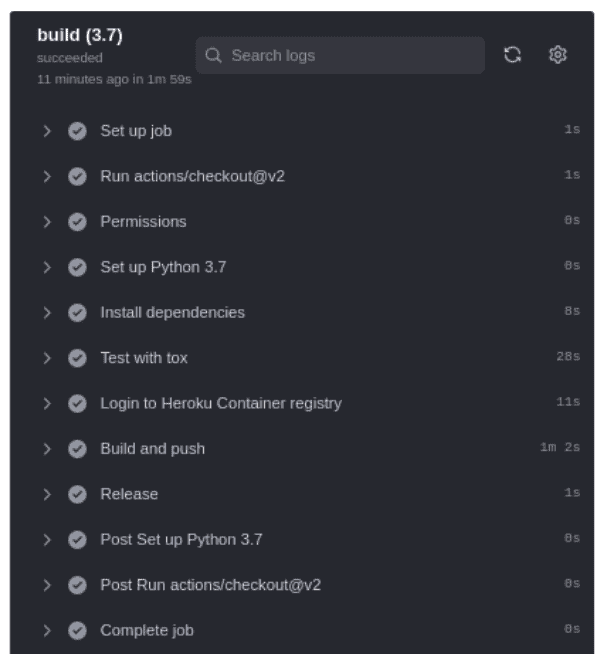 build (3.7)
succeeded
11 minutes ago in 1m 59s
Search logs
Set up job 1s
Run actions/checkout@v2 1s
Permissions 0s
Set up Python 3.7 0s
Install dependencies 8s
Test with tox 28s
Login to Heroku Container registry 11s
Build and push 1m 2s
Release 1s
Post Set up Python 3.7 0s
Post Run actions/checkout@v2 0s
Complete job 0s